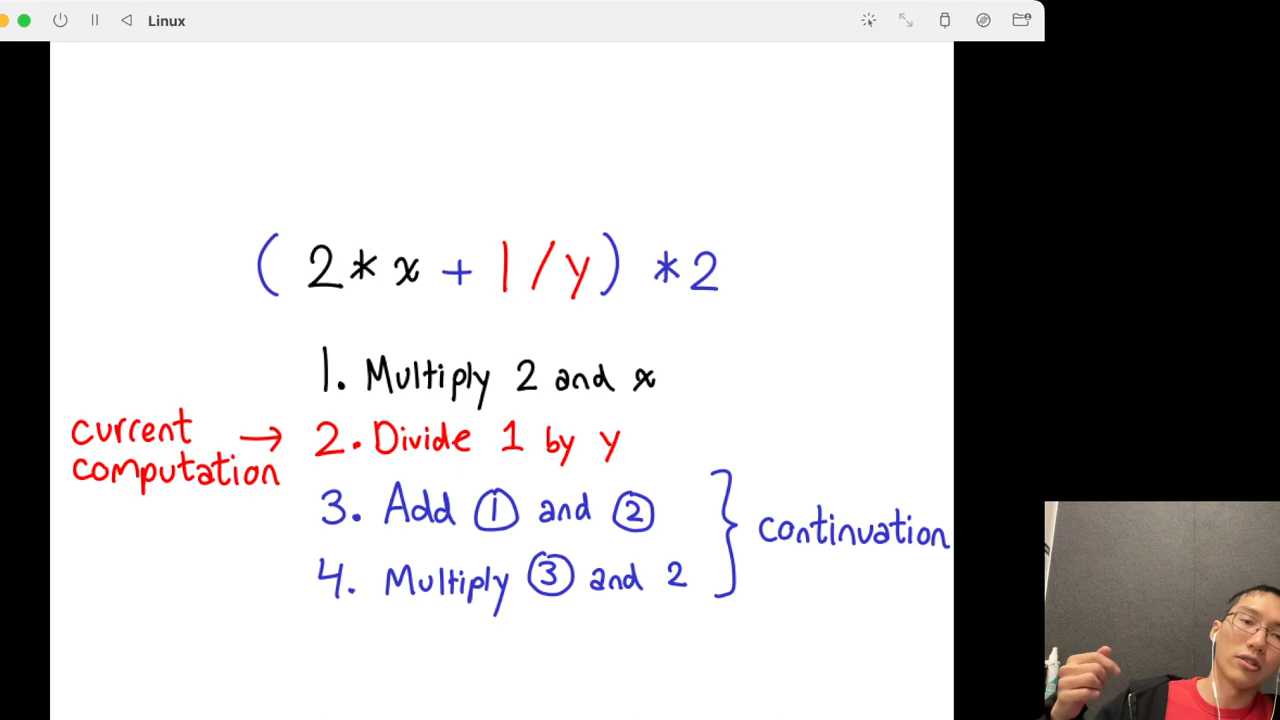 Linux
( 2 * x + 1 / y ) * 2
1. Multiply 2 and x
current → 2. Divide 1 by y
computation
3. Add ① and ②
4. Multiply ③ and 2
} continuation